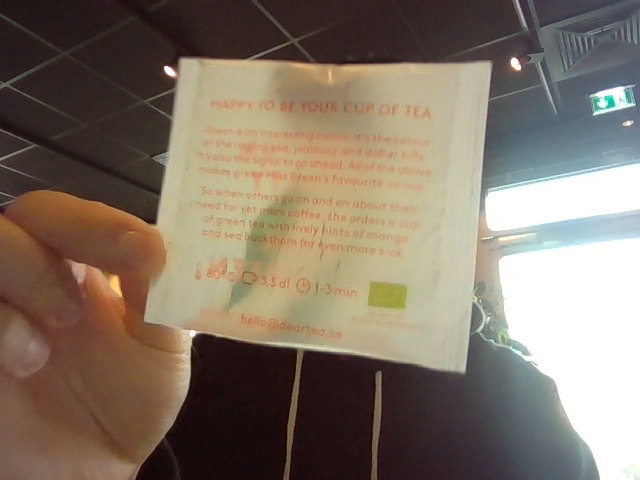 HAPPY TO BE YOUR CUP OF TEA
Green is an interesting colour. It's the colour
of the raging sea, jealousy and dollar bills.
It's also the signal to go ahead. All of the above
makes green Miss Green's favourite colour.
So when others go on and on about their
need for yet more coffee, she orders a cup
of green tea with lively hints of mango
and sea buckthorn for even more kick.
80°C 3,5 dl 1-3 min
hello@deartea.se